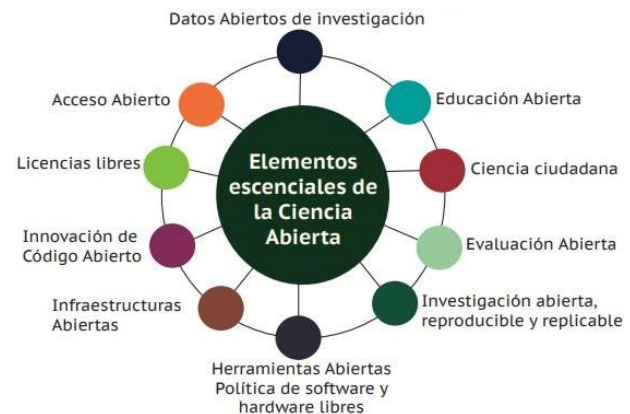 Datos Abiertos de investigación
Acceso Abierto
Educación Abierta
Licencias libres
Elementos
escenciales de
la Ciencia
Abierta
Ciencia ciudadana
Innovación de
Código Abierto
Evaluación Abierta
Infraestructuras
Abiertas
Investigación abierta,
reproducible y replicable
Herramientas Abiertas
Política de software y
hardware libres